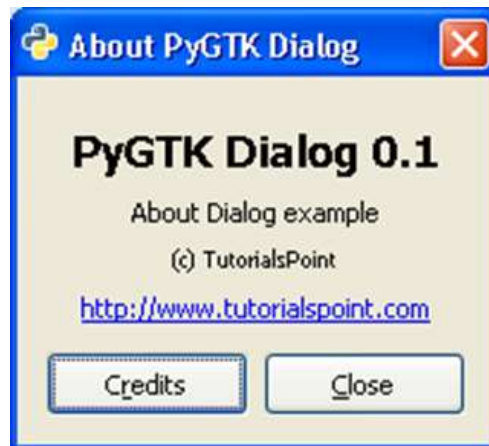 About PyGTK Dialog
PyGTK Dialog 0.1
About Dialog example
(c) TutorialsPoint
http://www.tutorialspoint.com
Credits Close